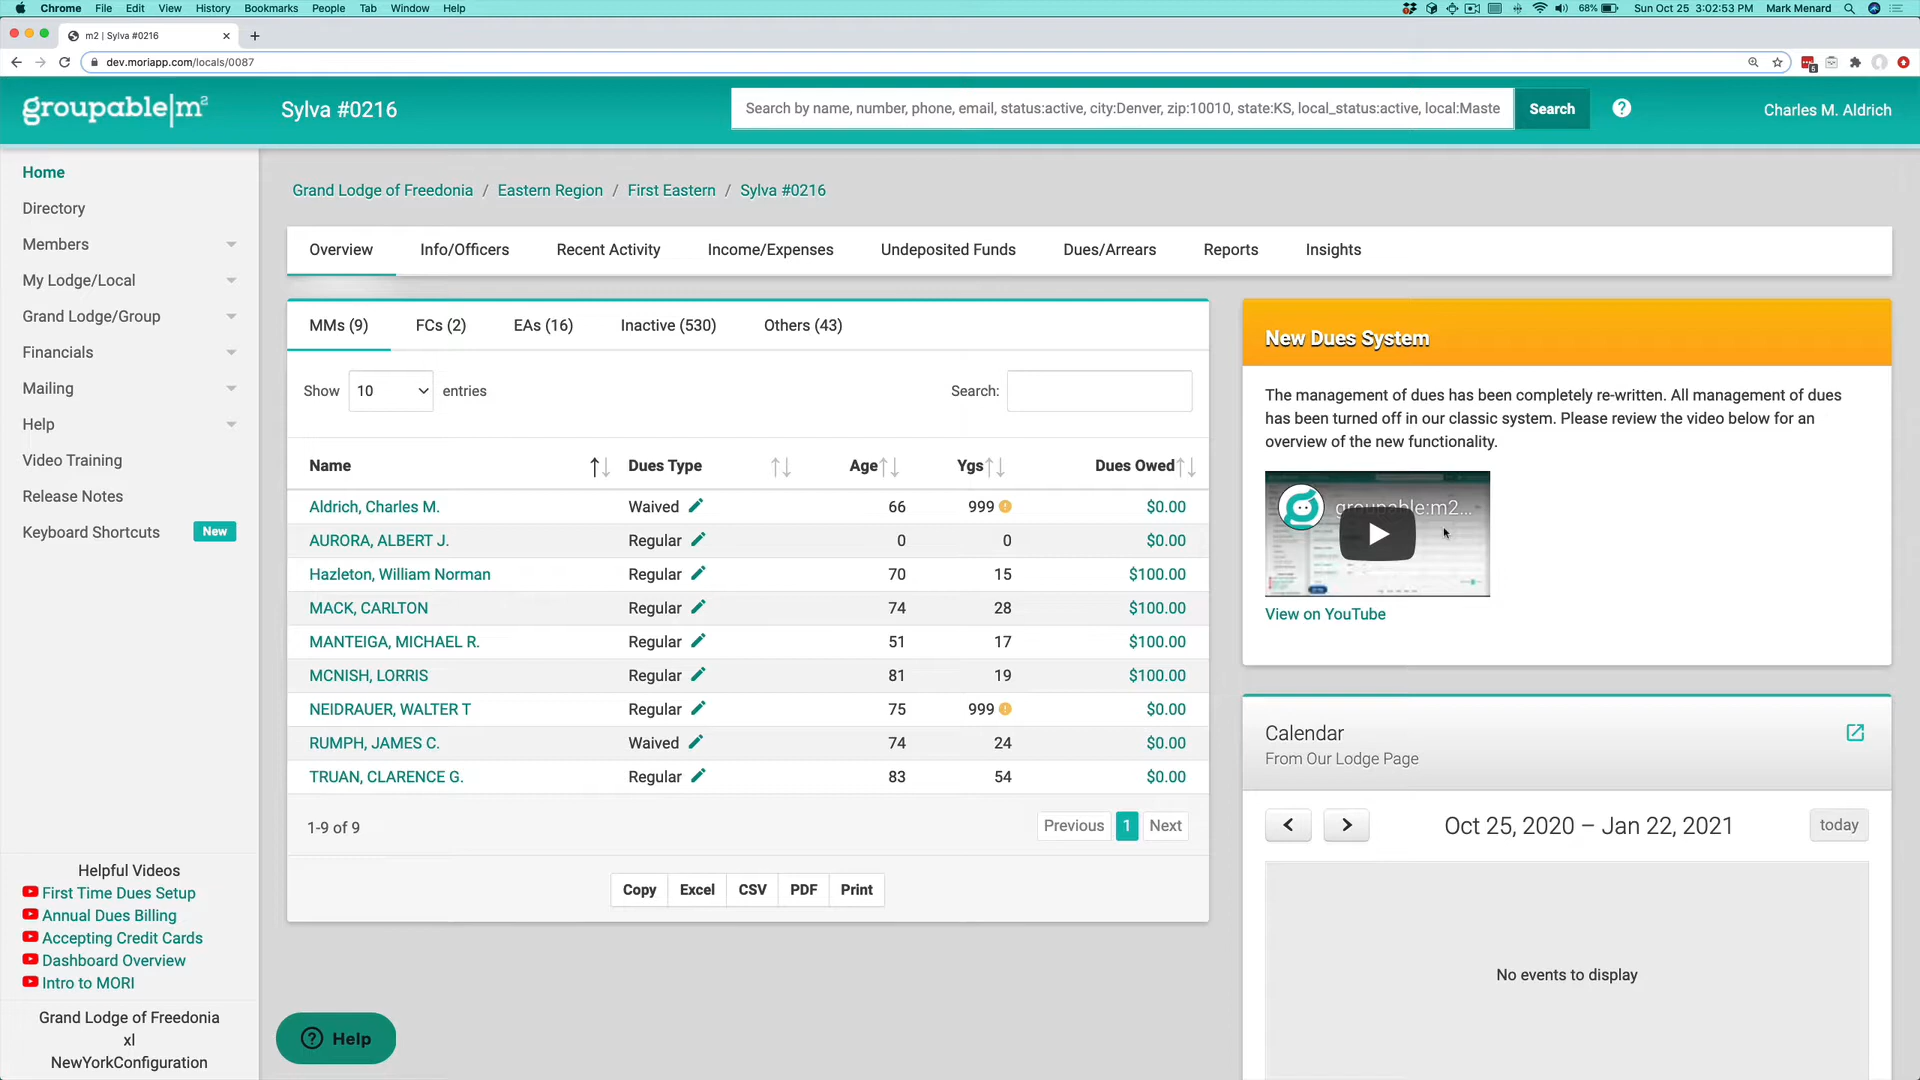 Chrome File Edit View History Bookmarks People Tab Window Help
68% Sun Oct 25 3:02:53 PM Mark Menard
m2 | Sylva #0216
dev.moriapp.com/locals/0087
groupable|m²
Sylva #0216
Search by name, number, phone, email, status:active, city:Denver, zip:10010, state:KS, local_status:active, local:Maste
Search
Charles M. Aldrich
Home
Directory
Members
My Lodge/Local
Grand Lodge/Group
Financials
Mailing
Help
Video Training
Release Notes
Keyboard Shortcuts New
Helpful Videos
First Time Dues Setup
Annual Dues Billing
Accepting Credit Cards
Dashboard Overview
Intro to MORI
Grand Lodge of Freedonia
xl
NewYorkConfiguration
Grand Lodge of Freedonia / Eastern Region / First Eastern / Sylva #0216
Overview Info/Officers Recent Activity Income/Expenses Undeposited Funds Dues/Arrears Reports Insights
MMs (9) FCs (2) EAs (16) Inactive (530) Others (43)
Show 10 entries Search:
Name Dues Type Age Ygs Dues Owed
Aldrich, Charles M. Waived 66 999 $0.00
AURORA, ALBERT J. Regular 0 0 $0.00
Hazleton, William Norman Regular 70 15 $100.00
MACK, CARLTON Regular 74 28 $100.00
MANTEIGA, MICHAEL R. Regular 51 17 $100.00
MCNISH, LORRIS Regular 81 19 $100.00
NEIDRAUER, WALTER T Regular 75 999 $0.00
RUMPH, JAMES C. Waived 74 24 $0.00
TRUAN, CLARENCE G. Regular 83 54 $0.00
1-9 of 9 Previous 1 Next
Copy Excel CSV PDF Print
Help
New Dues System
The management of dues has been completely re-written. All management of dues
has been turned off in our classic system. Please review the video below for an
overview of the new functionality.
groupable:m2...
View on YouTube
Calendar
From Our Lodge Page
Oct 25, 2020 – Jan 22, 2021 today
No events to display